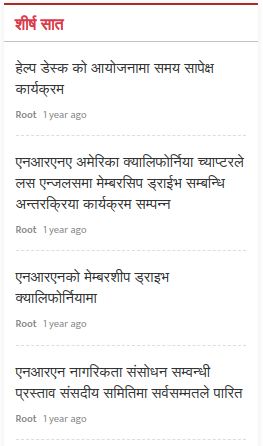 शीर्ष सात
हेल्प डेस्क को आयोजनामा समय सापेक्ष
कार्यक्रम
Root 1 year ago
एनआरएनए अमेरिका क्यालिफोर्निया च्याप्टरले
लस एन्जलसमा मेम्बरसिप ड्राईभ सम्बन्धि
अन्तरक्रिया कार्यक्रम सम्पन्न
Root 1 year ago
एनआरएनको मेम्बरशीप ड्राइभ
क्यालिफोर्नियामा
Root 1 year ago
एनआरएन नागरिकता संसोधन सम्वन्धी
प्रस्ताव संसदीय समितिमा सर्वसम्मतले पारित
Root 1 year ago